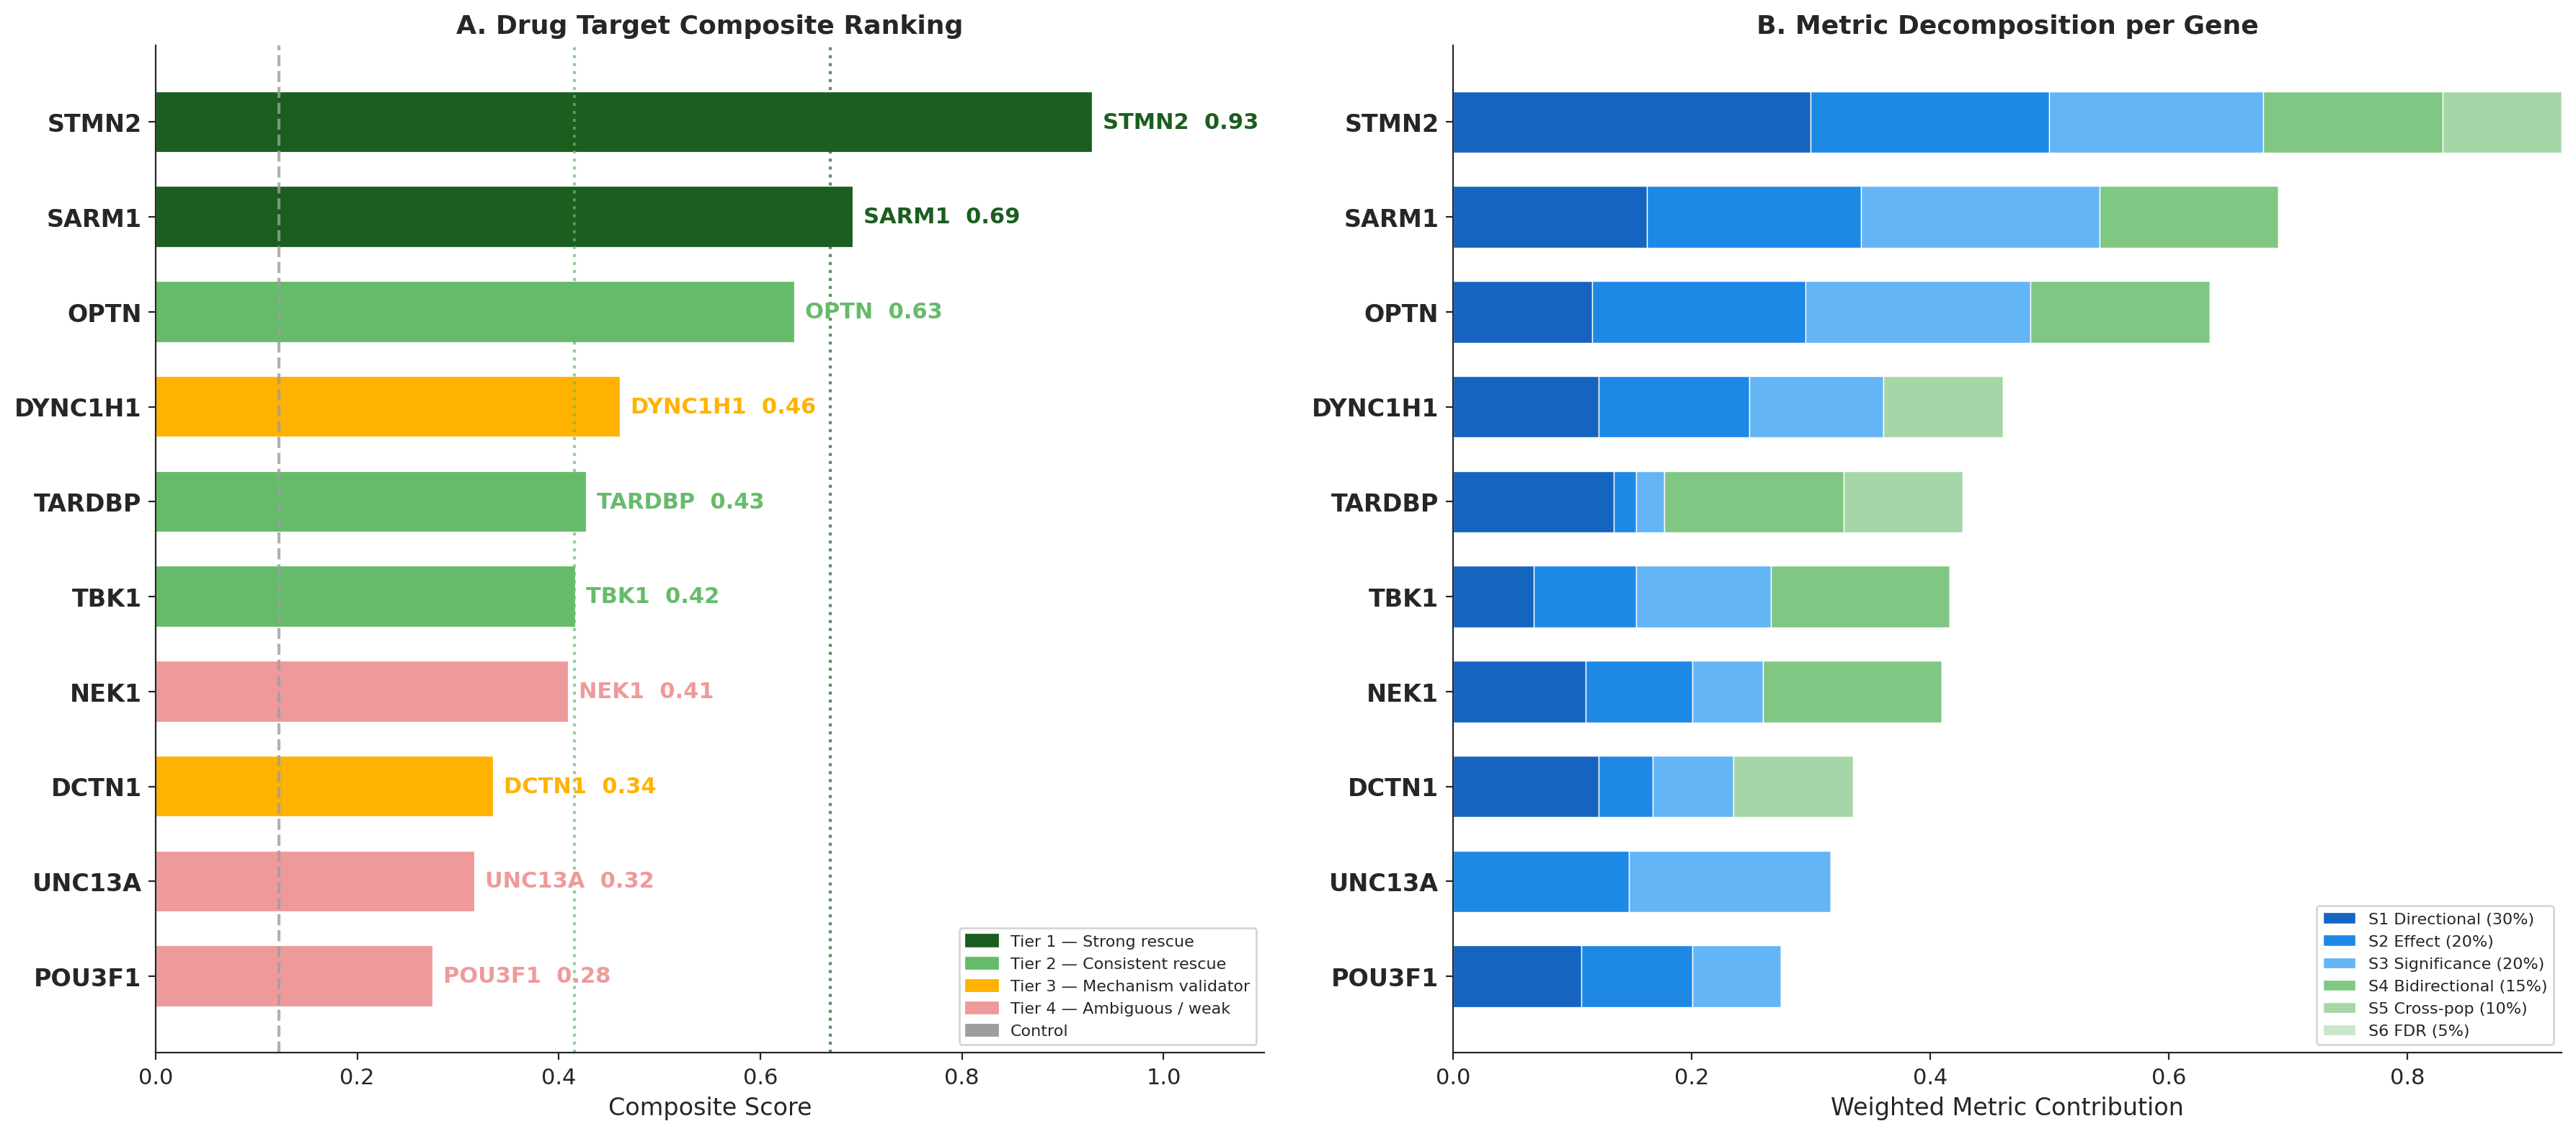 A. Drug Target Composite Ranking
STMN2
STMN2 0.93
SARM1
SARM1 0.69
OPTN
OPTN 0.63
DYNC1H1
DYNC1H1 0.46
TARDBP
TARDBP 0.43
TBK1
TBK1 0.42
NEK1
NEK1 0.41
DCTN1
DCTN1 0.34
UNC13A
UNC13A 0.32
POU3F1
POU3F1 0.28
Tier 1 — Strong rescue
Tier 2 — Consistent rescue
Tier 3 — Mechanism validator
Tier 4 — Ambiguous / weak
Control
0.0 0.2 0.4 0.6 0.8 1.0
Composite Score
B. Metric Decomposition per Gene
STMN2
SARM1
OPTN
DYNC1H1
TARDBP
TBK1
NEK1
DCTN1
UNC13A
POU3F1
S1 Directional (30%)
S2 Effect (20%)
S3 Significance (20%)
S4 Bidirectional (15%)
S5 Cross-pop (10%)
S6 FDR (5%)
0.0 0.2 0.4 0.6 0.8
Weighted Metric Contribution